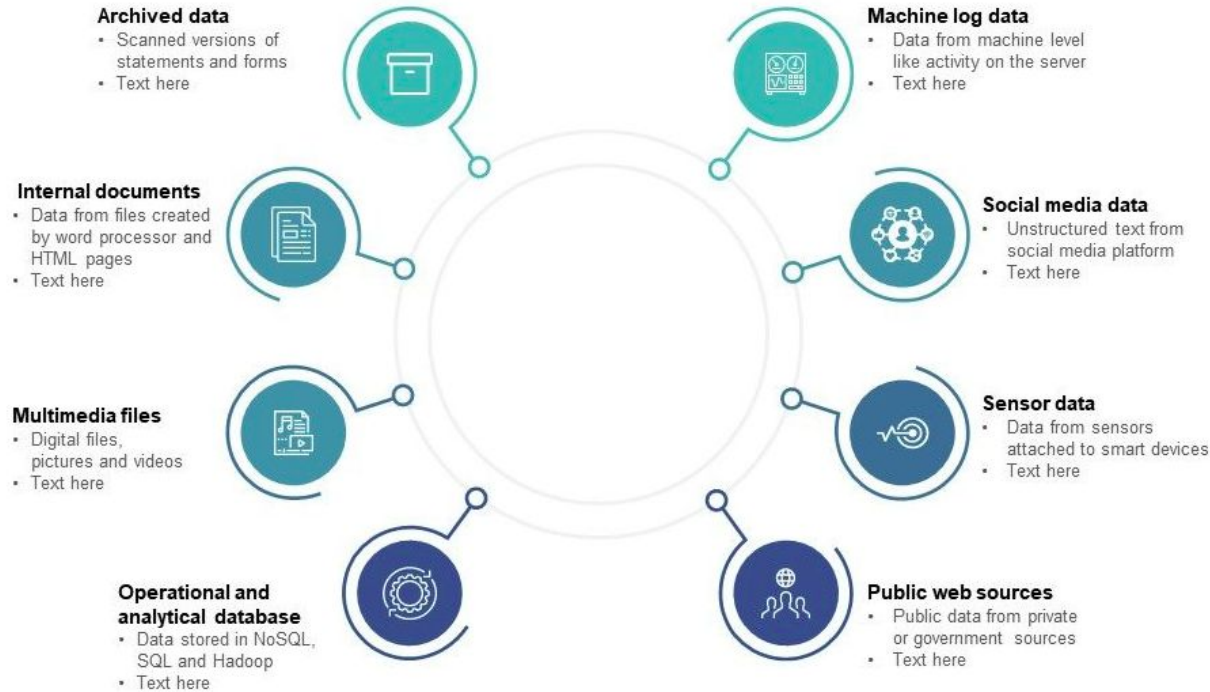 Archived data
• Scanned versions of
statements and forms
• Text here
Internal documents
• Data from files created
by word processor and
HTML pages
• Text here
Multimedia files
• Digital files,
pictures and videos
• Text here
Operational and
analytical database
• Data stored in NoSQL,
SQL and Hadoop
• Text here
Machine log data
• Data from machine level
like activity on the server
• Text here
Social media data
• Unstructured text from
social media platform
• Text here
Sensor data
• Data from sensors
attached to smart devices
• Text here
Public web sources
• Public data from private
or government sources
• Text here